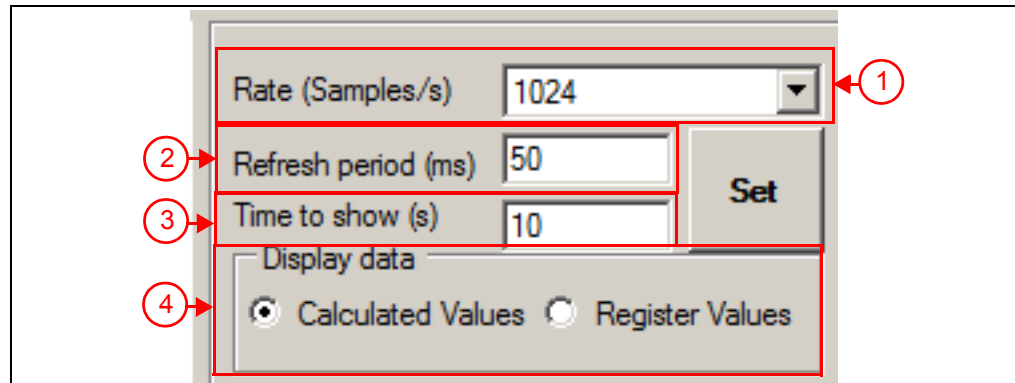 Rate (Samples/s) 1024
1
2
Refresh period (ms) 50
Set
3
Time to show (s) 10
Display data
4
Calculated Values Register Values